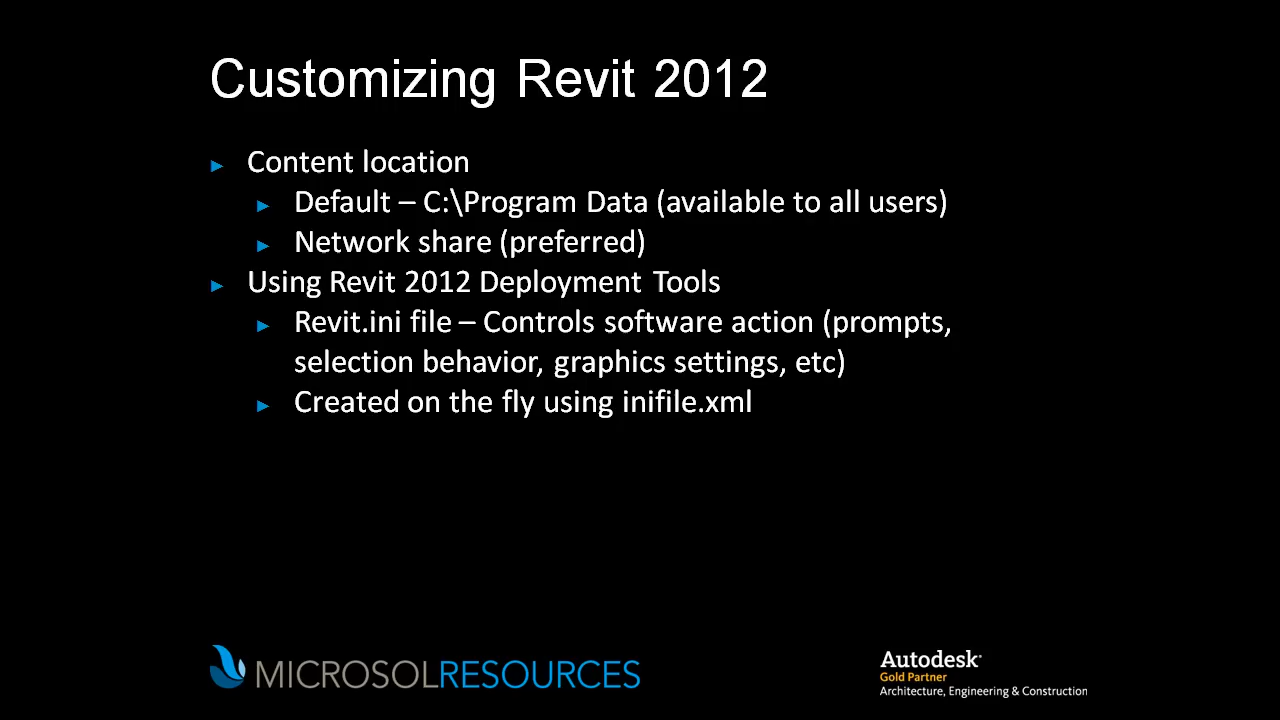 Customizing Revit 2012
► Content location
► Default – C:\Program Data (available to all users)
► Network share (preferred)
► Using Revit 2012 Deployment Tools
► Revit.ini file – Controls software action (prompts,
selection behavior, graphics settings, etc)
► Created on the fly using inifile.xml
MICROSOLRESOURCES
Autodesk®
Gold Partner
Architecture, Engineering & Construction